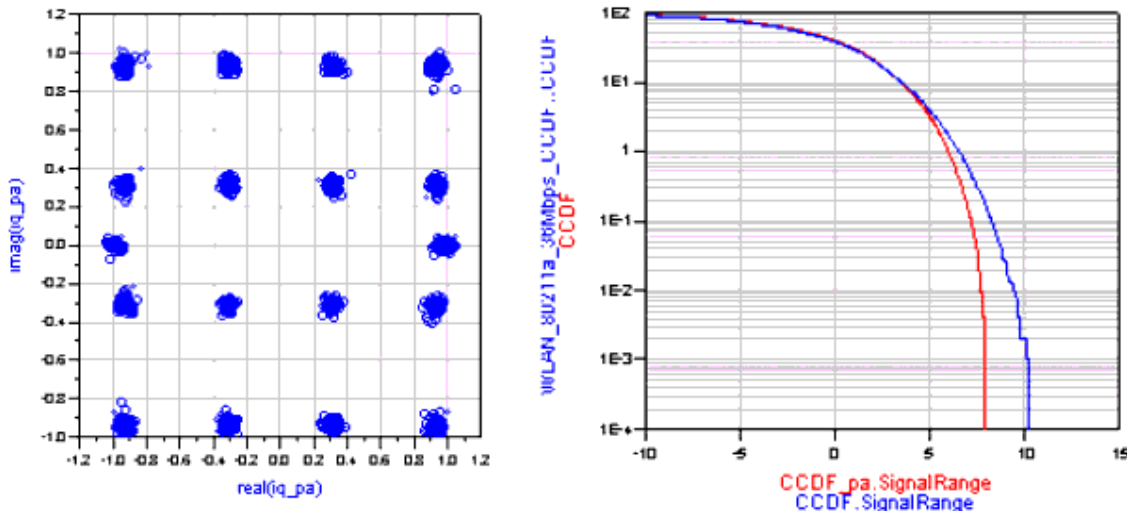 1.2
1.0
0.8
0.6
0.4
0.2
0.0
-0.2
-0.4
-0.6
-0.8
-1.0
imag(iq_pa)
-1.2 -1.0 -0.8 -0.6 -0.4 -0.2 0.0 0.2 0.4 0.6 0.8 1.0 1.2
real(iq_pa)
WLAN_80211a_36Mbps_CCDF..CCDF
CCDF
1E2
1E1
1
1E-1
1E-2
1E-3
1E-4
-10 -5 0 5 10 15
CCDF_pa.SignalRange
CCDF.SignalRange